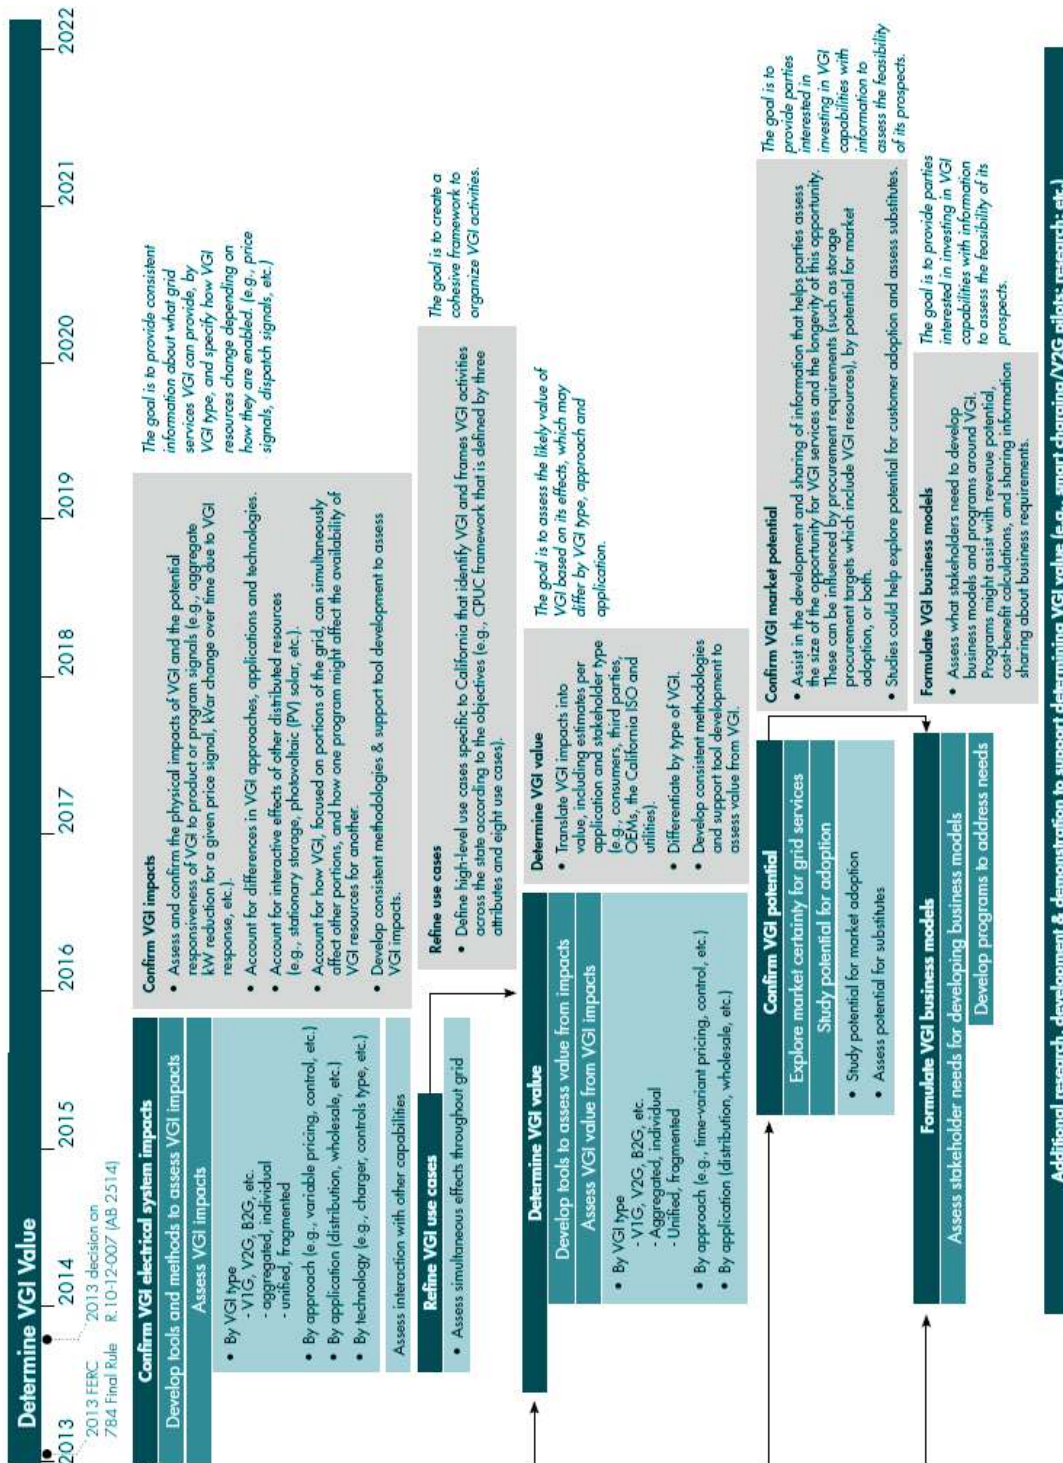 Determine VGI Value
2013
2014
2015
2016
2017
2018
2019
2020
2021
2022
2013 FERC
784 Final Rule
2013 decision on
R.10-12-007 (AB 2514)
Confirm VGI electrical system impacts
Develop tools and methods to assess VGI impacts
Assess VGI impacts
• By VGI type
- V1G, V2G, B2G, etc.
- aggregated, individual
- unified, fragmented
• By approach (e.g., variable pricing, control, etc.)
• By application (distribution, wholesale, etc.)
• By technology (e.g., charger, controls type, etc.)
Assess interaction with other capabilities
Confirm VGI impacts
• Assess and confirm the physical impacts of VGI and the potential
responsiveness of VGI to product or program signals (e.g., aggregate
kW reduction for a given price signal, kVar change over time due to VGI
response, etc.).
• Account for differences in VGI approaches, applications and technologies.
• Account for interactive effects of other distributed resources
(e.g., stationary storage, photovoltaic (PV) solar, etc.).
• Account for how VGI, focused on portions of the grid, can simultaneously
affect other portions, and how one program might affect the availability of
VGI resources for another.
• Develop consistent methodologies & support tool development to assess
VGI impacts.
The goal is to provide consistent
information about what grid
services VGI can provide, by
VGI type, and specify how VGI
resources change depending on
how they are enabled. (e.g., price
signals, dispatch signals, etc.)
Refine VGI use cases
• Assess simultaneous effects throughout grid
Refine use cases
• Define high-level use cases specific to California that identify VGI and frames VGI activities
across the state according to the objectives (e.g., CPUC framework that is defined by three
attributes and eight use cases).
The goal is to create a
cohesive framework to
organize VGI activities.
Determine VGI value
Develop tools to assess value from impacts
Assess VGI value from VGI impacts
• By VGI type
- V1G, V2G, B2G, etc.
- Aggregated, individual
- Unified, fragmented
• By approach (e.g., time-variant pricing, control, etc.)
• By application (distribution, wholesale, etc.)
Determine VGI value
• Translate VGI impacts into
value, including estimates per
application and stakeholder type
(e.g., consumers, third parties,
OEMs, the California ISO and
utilities).
• Differentiate by type of VGI.
• Develop consistent methodologies
and support tool development to
assess value from VGI.
The goal is to assess the likely value of
VGI based on its effects, which may
differ by VGI type, approach and
application.
Confirm VGI potential
Explore market certainty for grid services
Study potential for adoption
• Study potential for market adoption
• Assess potential for substitutes
Confirm VGI market potential
• Assist in the development and sharing of information that helps parties assess
the size of the opportunity for VGI services and the longevity of this opportunity.
These can be influenced by procurement requirements (such as storage
procurement targets which include VGI resources), by potential for market
adoption, or both.
• Studies could help explore potential for customer adoption and assess substitutes.
The goal is to
provide parties
interested in
investing in VGI
capabilities with
information to
assess the feasibility
of its prospects.
Formulate VGI business models
Assess stakeholder needs for developing business models
Develop programs to address needs
Formulate VGI business models
• Assess what stakeholders need to develop
business models and programs around VGI.
Programs might assist with revenue potential,
cost-benefit calculations, and sharing information
sharing about business requirements.
The goal is to provide parties
interested in investing in VGI
capabilities with information
to assess the feasibility of its
prospects.
Additional research, development & demonstration to support determining VGI value (e.g., smart charging/V2G pilots; research; etc.)